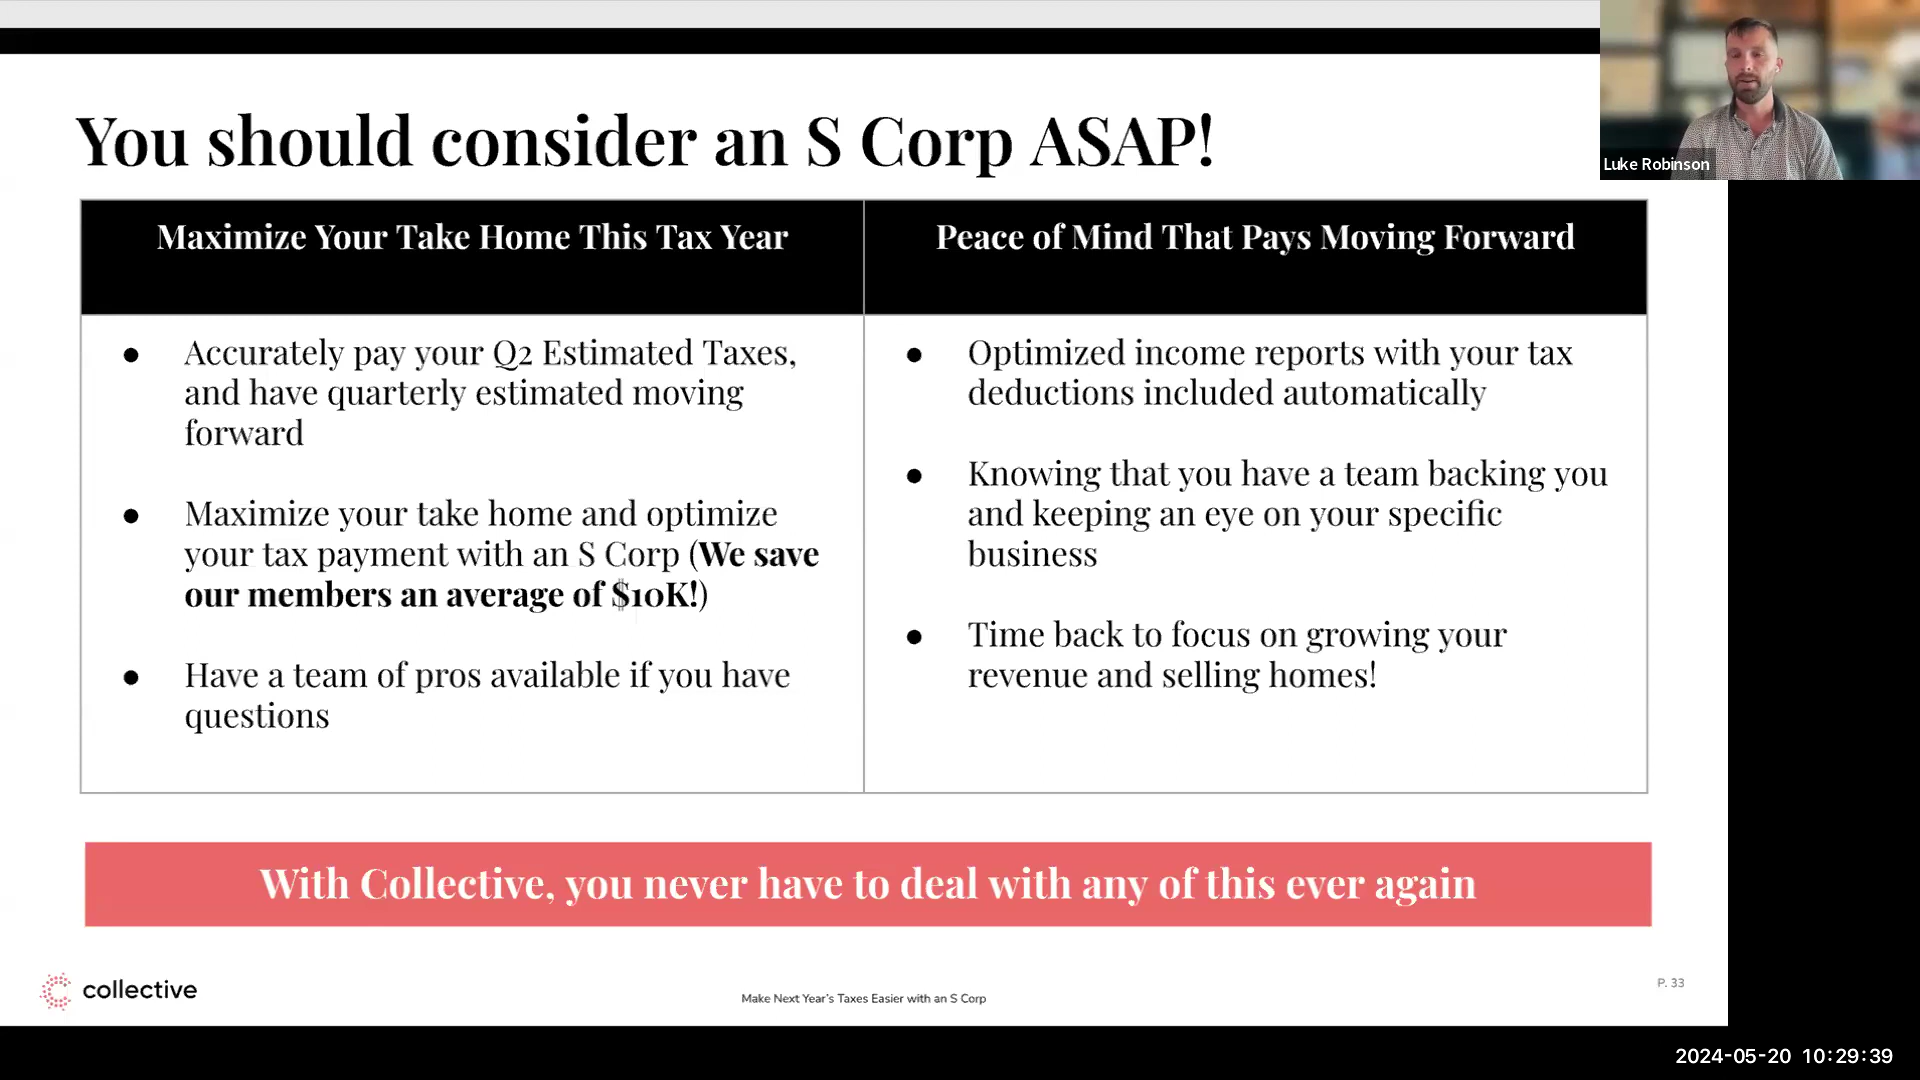 Luke Robinson
You should consider an S Corp ASAP!
Maximize Your Take Home This Tax Year
Peace of Mind That Pays Moving Forward
● Accurately pay your Q2 Estimated Taxes,
and have quarterly estimated moving
forward
● Maximize your take home and optimize
your tax payment with an S Corp (We save
our members an average of $10K!)
● Have a team of pros available if you have
questions
● Optimized income reports with your tax
deductions included automatically
● Knowing that you have a team backing you
and keeping an eye on your specific
business
● Time back to focus on growing your
revenue and selling homes!
With Collective, you never have to deal with any of this ever again
collective
Make Next Year's Taxes Easier with an S Corp
P. 33
2024-05-20 10:29:39